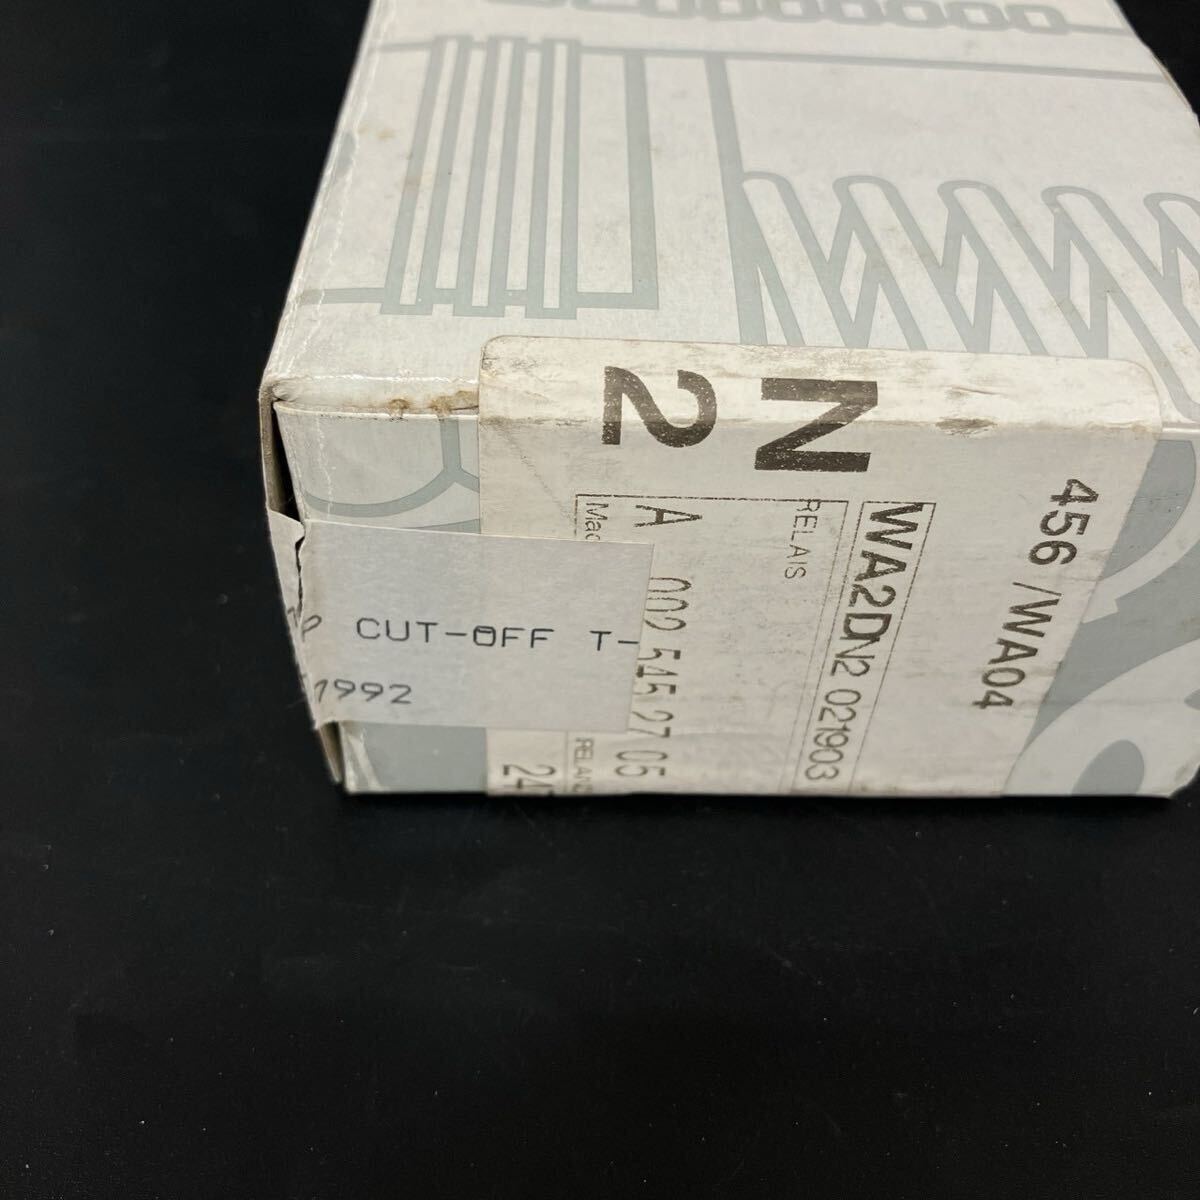 N
2
456 /WA04
WA2DN2 021903
RELAIS
A 002 545 27 05
CUT-OFF T-
1992